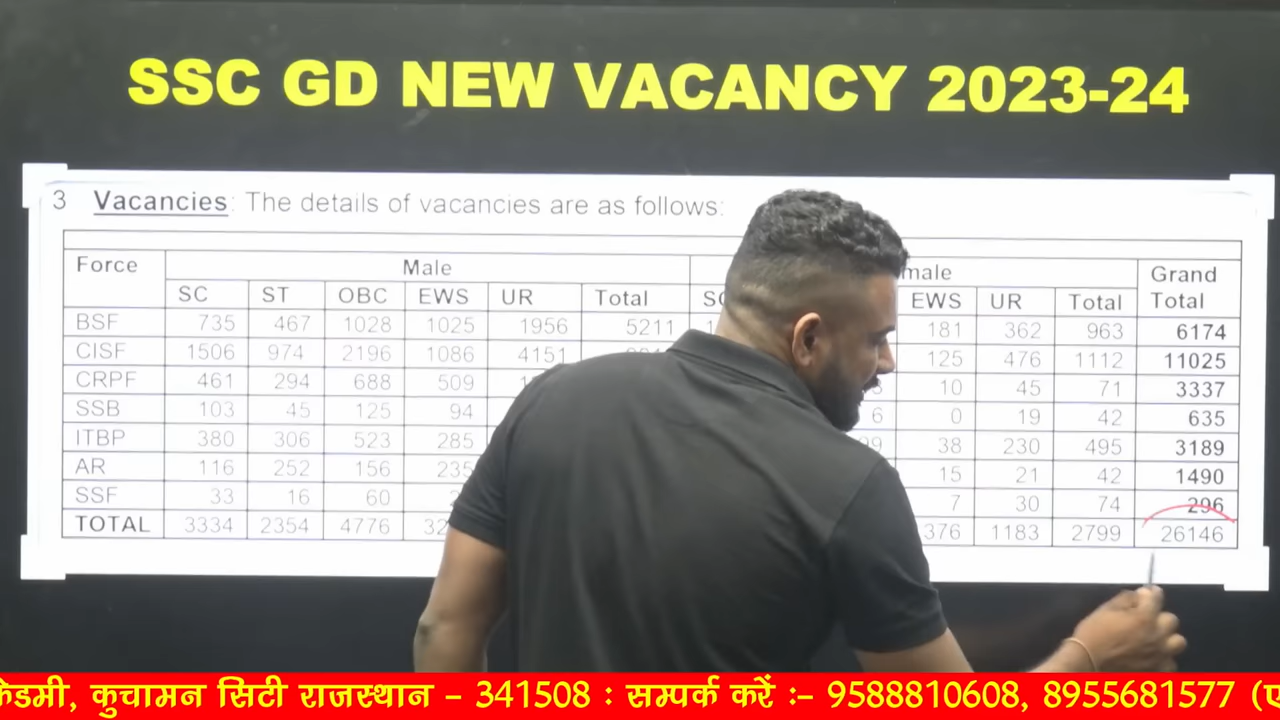 SSC GD NEW VACANCY 2023-24
3 Vacancies: The details of vacancies are as follows:
Force Male Grand Total
SC ST OBC EWS UR Total EWS UR Total
BSF 735 467 1028 1025 1956 5211 181 362 963 6174
CISF 1506 974 2196 1086 4151 125 476 1112 11025
CRPF 461 294 688 509 10 45 71 3337
SSB 103 45 125 94 6 0 19 42 635
ITBP 380 306 523 285 38 230 495 3189
AR 116 252 156 235 15 21 42 1490
SSF 33 16 60 7 30 74 296
TOTAL 3334 2354 4776 376 1183 2799 26146
कुचामन सिटी राजस्थान - 341508 : सम्पर्क करें :- 9588810608, 8955681577